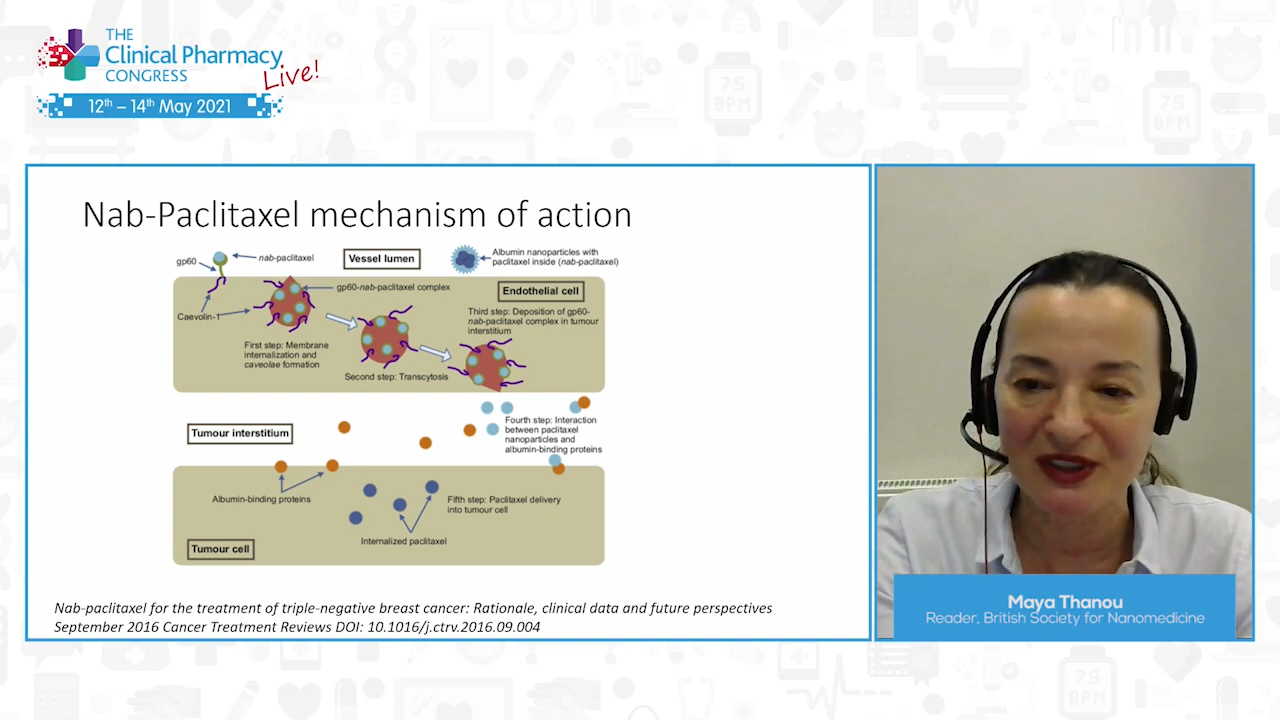 THE
Clinical Pharmacy
CONGRESS
Live!
12th – 14th May 2021
Nab-Paclitaxel mechanism of action
gp60
nab-paclitaxel
Vessel lumen
Albumin nanoparticles with
paclitaxel inside (nab-paclitaxel)
gp60-nab-paclitaxel complex
Endothelial cell
Caevolin-1
Third step: Deposition of gp60-
nab-paclitaxel complex in tumour
interstitium
First step: Membrane
internalization and
caveolae formation
Second step: Transcytosis
Tumour interstitium
Fourth step: Interaction
between paclitaxel
nanoparticles and
albumin-binding proteins
Albumin-binding proteins
Fifth step: Paclitaxel delivery
into tumour cell
Internalized paclitaxel
Tumour cell
Nab-paclitaxel for the treatment of triple-negative breast cancer: Rationale, clinical data and future perspectives
September 2016 Cancer Treatment Reviews DOI: 10.1016/j.ctrv.2016.09.004
Maya Thanou
Reader, British Society for Nanomedicine
75
BPM
75
BPM
75
BPM